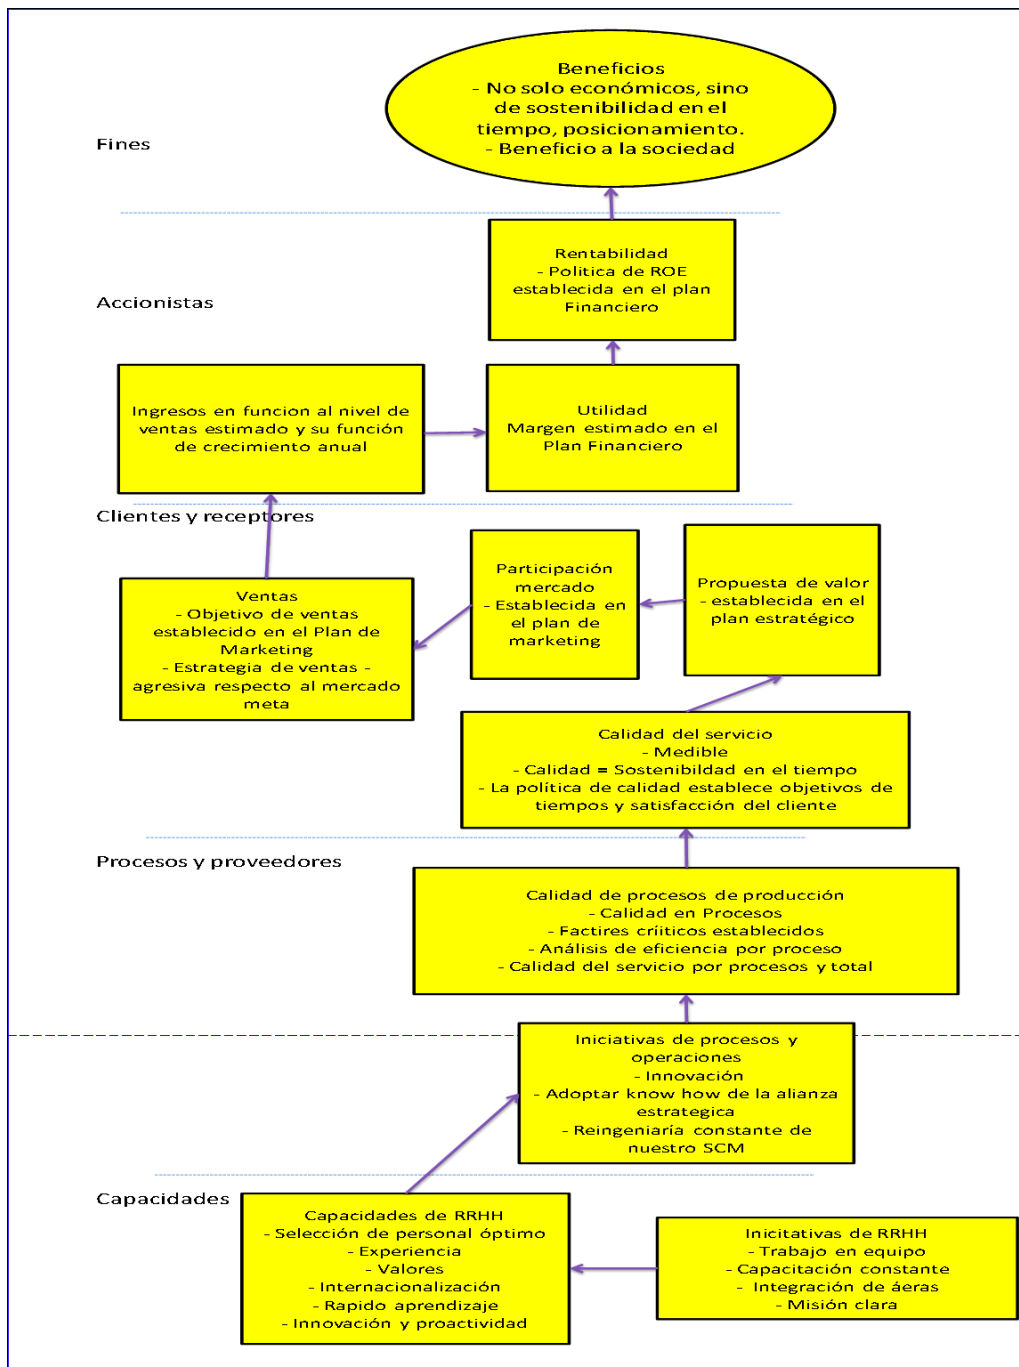 Beneficios
- No solo económicos, sino
de sostenibilidad en el
tiempo, posicionamiento.
- Beneficio a la sociedad
Fines
Rentabilidad
- Politica de ROE
establecida en el plan
Financiero
Accionistas
Ingresos en funcion al nivel de
ventas estimado y su función
de crecimiento anual
Utilidad
Margen estimado en el
Plan Financiero
Clientes y receptores
Ventas
- Objetivo de ventas
establecido en el Plan de
Marketing
- Estrategia de ventas -
agresiva respecto al mercado
meta
Participación
mercado
- Establecida en
el plan de
marketing
Propuesta de valor
- establecida en el
plan estratégico
Calidad del servicio
- Medible
- Calidad = Sostenibildad en el tiempo
- La política de calidad establece objetivos de
tiempos y satisfacción del cliente
Procesos y proveedores
Calidad de procesos de producción
- Calidad en Procesos
- Factires críiticos establecidos
- Análisis de eficiencia por proceso
- Calidad del servicio por procesos y total
Iniciativas de procesos y
operaciones
- Innovación
- Adoptar know how de la alianza
estrategica
- Reingeniaría constante de
nuestro SCM
Capacidades
Capacidades de RRHH
- Selección de personal óptimo
- Experiencia
- Valores
- Internacionalización
- Rapido aprendizaje
- Innovación y proactividad
Inicitativas de RRHH
- Trabajo en equipo
- Capacitación constante
- Integración de áeras
- Misión clara